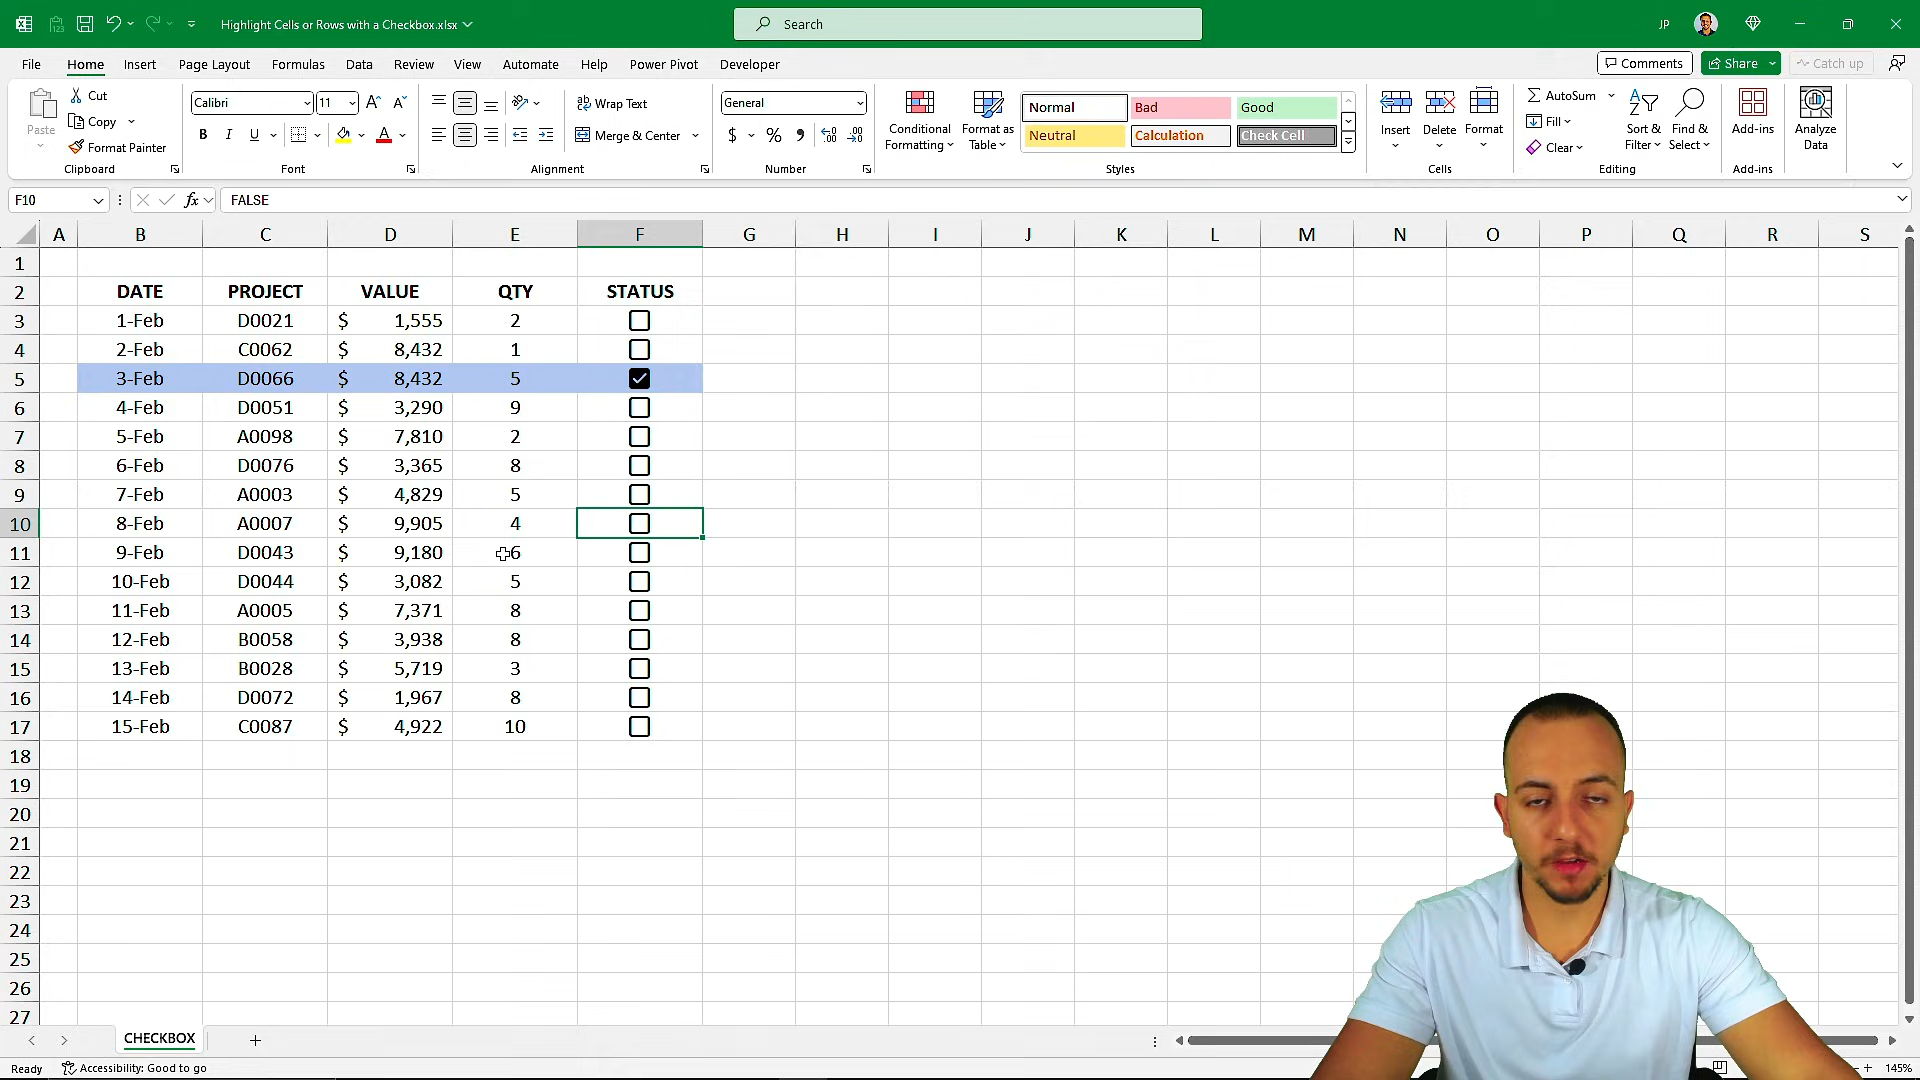 Highlight Cells or Rows with a Checkbox.xlsx
Search
JP
File Home Insert Page Layout Formulas Data Review View Automate Help Power Pivot Developer
Comments Share Catch up
Paste Cut Copy Format Painter Clipboard
Calibri 11 B I U A Font
Wrap Text Merge & Center Alignment
General $ % , Number
Conditional Formatting Format as Table
Normal Bad Good
Neutral Calculation Check Cell
Styles
Insert Delete Format Cells
AutoSum Fill Clear Sort & Filter Find & Select Editing
Add-ins Add-ins
Analyze Data
F10 fx FALSE
A B C D E F G H I J K L M N O P Q R S
1
2 DATE PROJECT VALUE QTY STATUS
3 1-Feb D0021 $ 1,555 2
4 2-Feb C0062 $ 8,432 1
5 3-Feb D0066 $ 8,432 5
6 4-Feb D0051 $ 3,290 9
7 5-Feb A0098 $ 7,810 2
8 6-Feb D0076 $ 3,365 8
9 7-Feb A0003 $ 4,829 5
10 8-Feb A0007 $ 9,905 4
11 9-Feb D0043 $ 9,180 6
12 10-Feb D0044 $ 3,082 5
13 11-Feb A0005 $ 7,371 8
14 12-Feb B0058 $ 3,938 8
15 13-Feb B0028 $ 5,719 3
16 14-Feb D0072 $ 1,967 8
17 15-Feb C0087 $ 4,922 10
18
19
20
21
22
23
24
25
26
27
CHECKBOX
Ready Accessibility: Good to go 145%